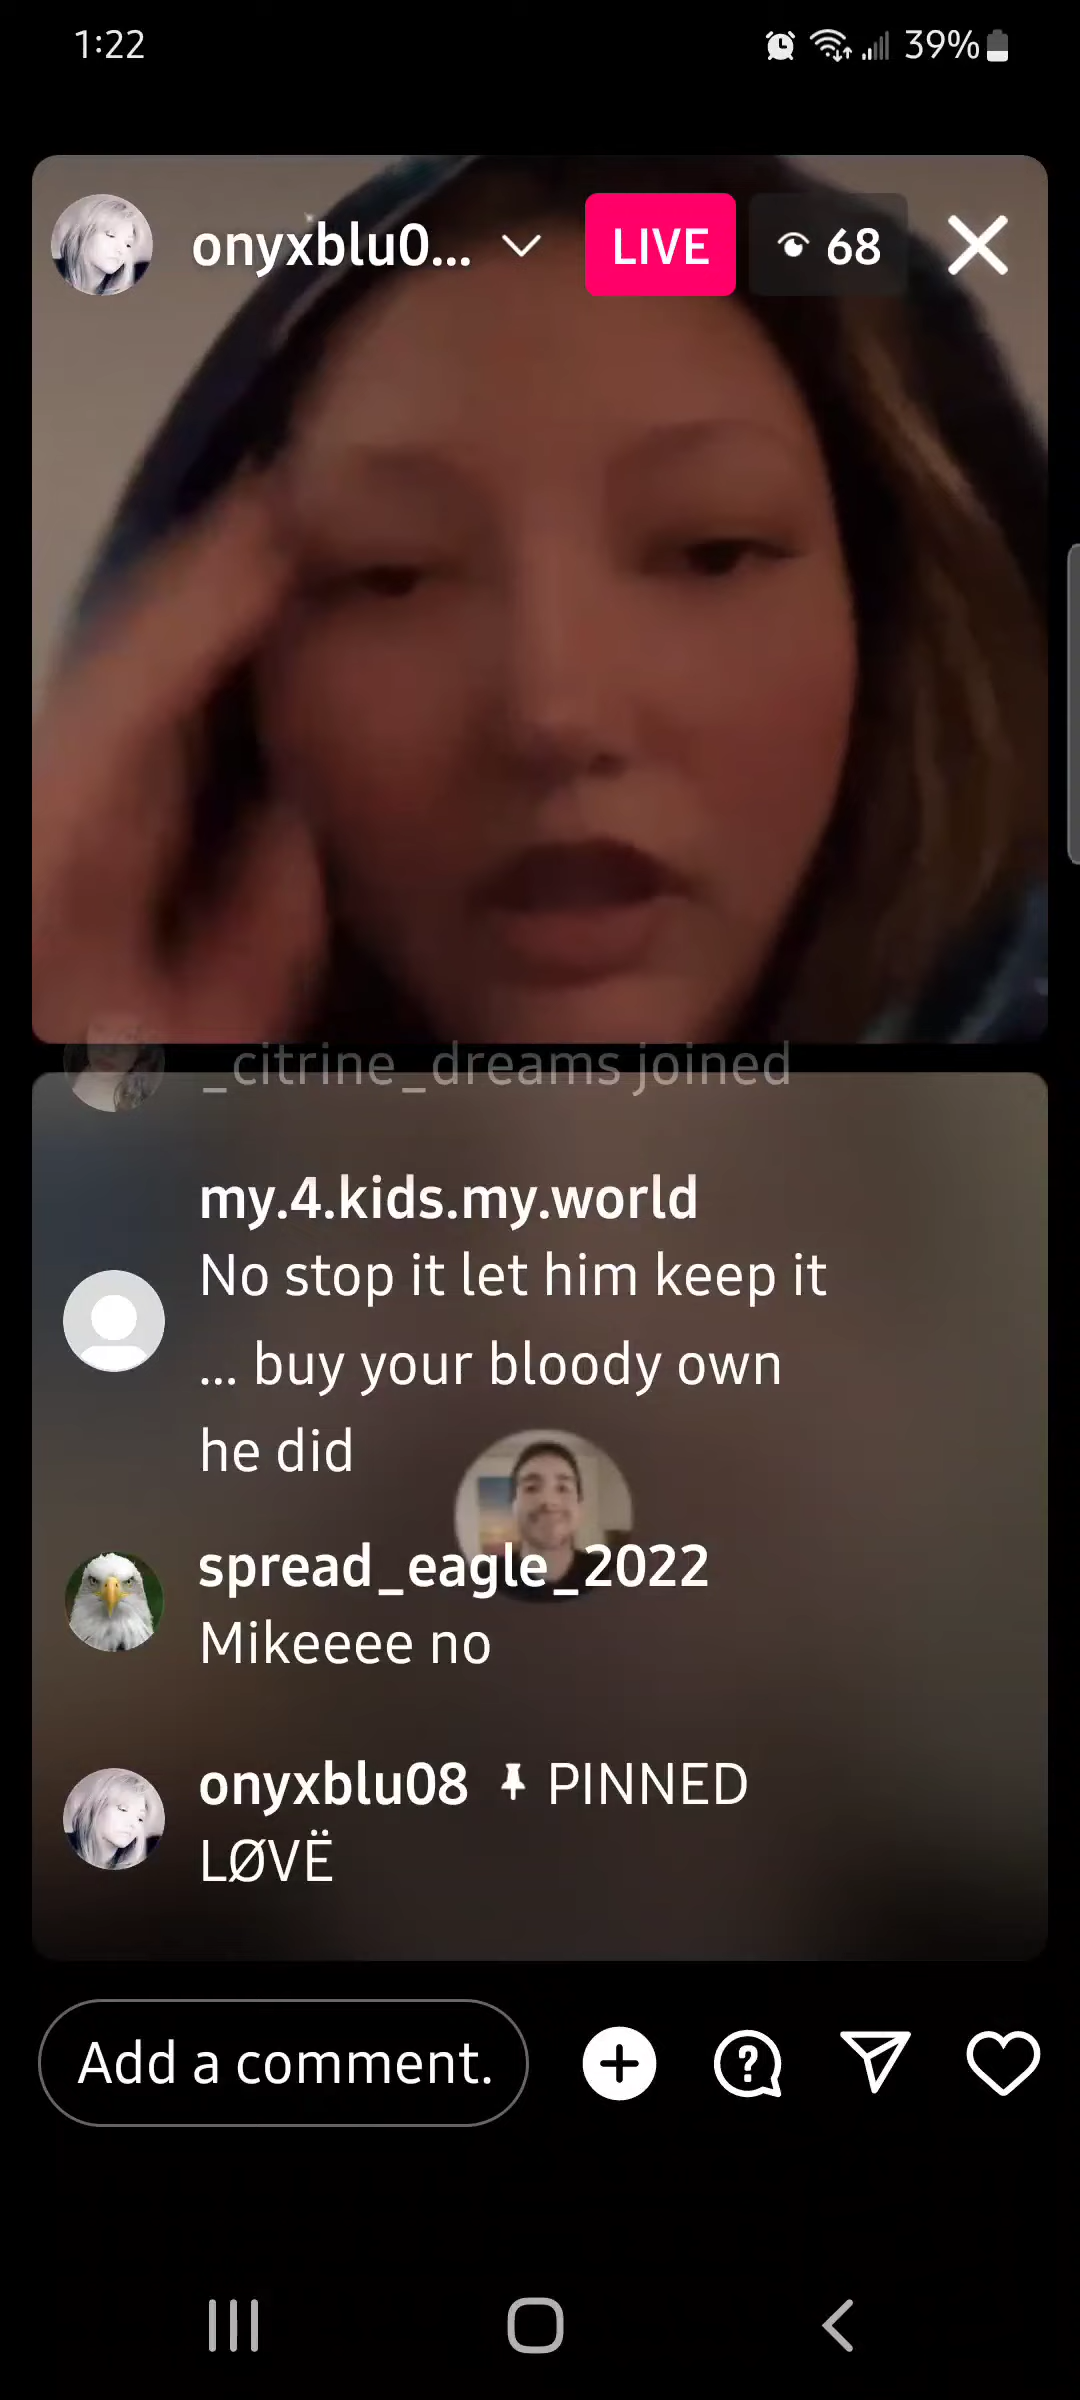 1:22
39%
onyxblu0...
LIVE
68
_citrine_dreams joined
my.4.kids.my.world
No stop it let him keep it
... buy your bloody own
he did
spread_eagle_2022
Mikeeee no
onyxblu08 PINNED
LØVË
Add a comment.